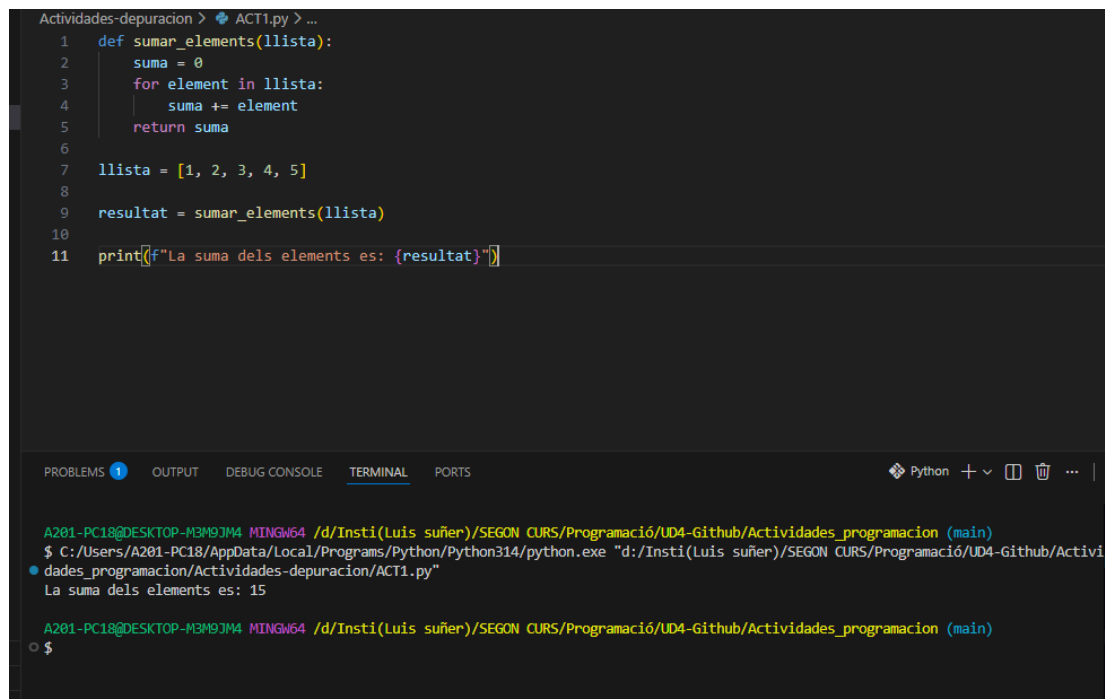 Actividades-depuracion > ACT1.py > ...
1 def sumar_elements(llista):
2 suma = 0
3 for element in llista:
4 suma += element
5 return suma
6
7 llista = [1, 2, 3, 4, 5]
8
9 resultat = sumar_elements(llista)
10
11 print(f"La suma dels elements es: {resultat}")
PROBLEMS 1 OUTPUT DEBUG CONSOLE TERMINAL PORTS Python
A201-PC18@DESKTOP-M3M9JM4 MINGW64 /d/Insti(Luis suñer)/SEGON CURS/Programació/UD4-Github/Actividades_programacion (main)
$ C:/Users/A201-PC18/AppData/Local/Programs/Python/Python314/python.exe "d:/Insti(Luis suñer)/SEGON CURS/Programació/UD4-Github/Activi
dades_programacion/Actividades-depuracion/ACT1.py"
La suma dels elements es: 15
A201-PC18@DESKTOP-M3M9JM4 MINGW64 /d/Insti(Luis suñer)/SEGON CURS/Programació/UD4-Github/Actividades_programacion (main)
$